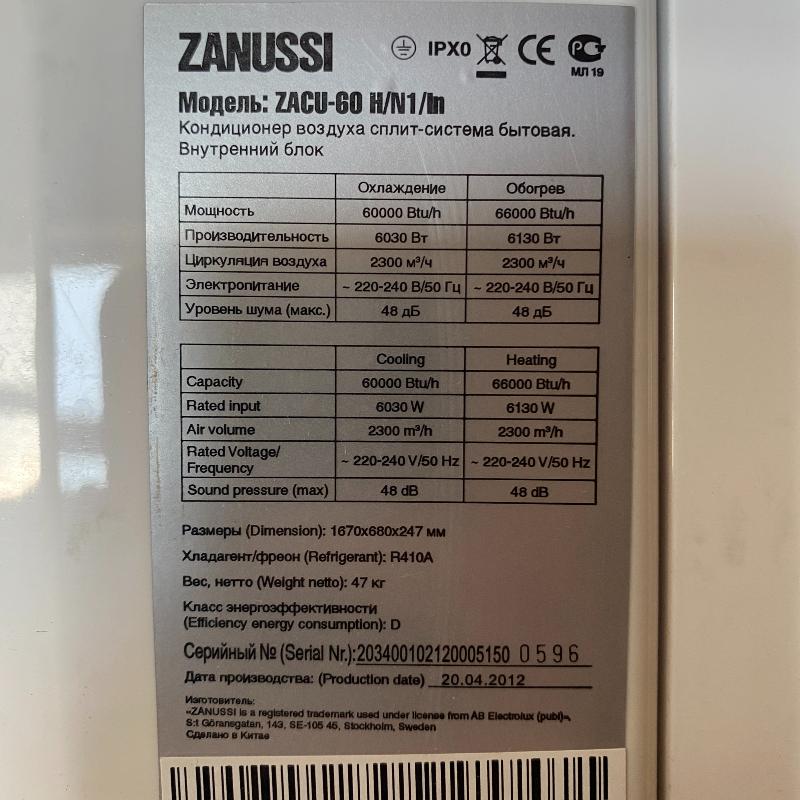 ZANUSSI IPX0 CE PC
МЛ 19
Модель: ZACU-60 H/N1/In
Кондиционер воздуха сплит-система бытовая.
Внутренний блок
Охлаждение Обогрев
Мощность 60000 Btu/h 66000 Btu/h
Производительность 6030 Вт 6130 Вт
Циркуляция воздуха 2300 м³/ч 2300 м³/ч
Электропитание ~ 220-240 В/50 Гц ~ 220-240 В/50 Гц
Уровень шума (макс.) 48 дБ 48 дБ
Cooling Heating
Capacity 60000 Btu/h 66000 Btu/h
Rated input 6030 W 6130 W
Air volume 2300 m³/h 2300 m³/h
Rated Voltage/
Frequency ~ 220-240 V/50 Hz ~ 220-240 V/50 Hz
Sound pressure (max) 48 dB 48 dB
Размеры (Dimension): 1670x680x247 мм
Хладагент/фреон (Refrigerant): R410A
Вес, нетто (Weight netto): 47 кг
Класс энергоэффективности
(Efficiency energy consumption): D
Серийный № (Serial Nr.): 203400102120005150 0596
Дата производства: (Production date) 20.04.2012
Изготовитель:
«ZANUSSI is a registered trademark used under license from AB Electrolux (publ)»,
S:t Göransgatan, 143, SE-105 45, Stockholm, Sweden
Сделано в Китае